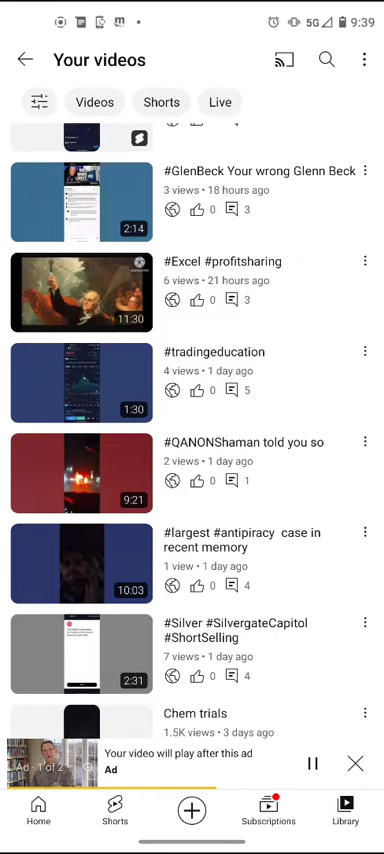 5G 9:39
Your videos
Videos Shorts Live
#GlenBeck Your wrong Glenn Beck
3 views • 18 hours ago
0 3
2:14
#Excel #profitsharing
6 views • 21 hours ago
0 3
11:30
#tradingeducation
4 views • 1 day ago
0 5
1:30
#QANONShaman told you so
2 views • 1 day ago
0 1
9:21
#largest #antipiracy case in
recent memory
1 view • 1 day ago
0 4
10:03
#Silver #SilvergateCapitol
#ShortSelling
7 views • 1 day ago
0 4
2:31
Chem trials
1.5K views • 3 days ago
Ad · 1 of 2
Your video will play after this ad
Ad
Home Shorts Subscriptions Library